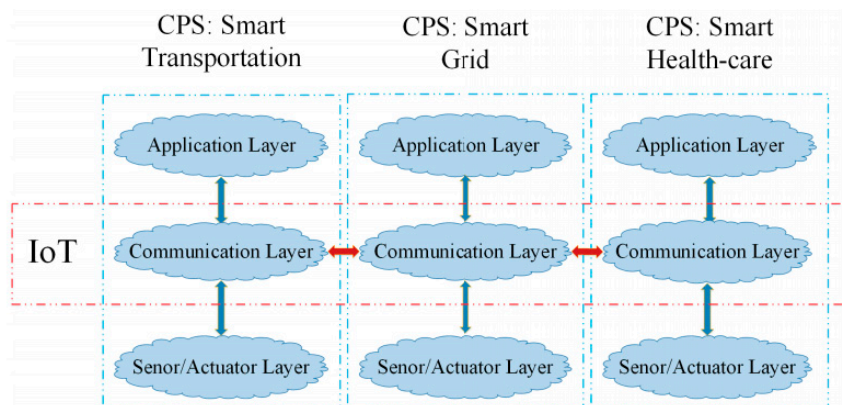 CPS: Smart
Transportation
CPS: Smart
Grid
CPS: Smart
Health-care
Application Layer
Application Layer
Application Layer
IoT
Communication Layer
Communication Layer
Communication Layer
Senor/Actuator Layer
Senor/Actuator Layer
Senor/Actuator Layer